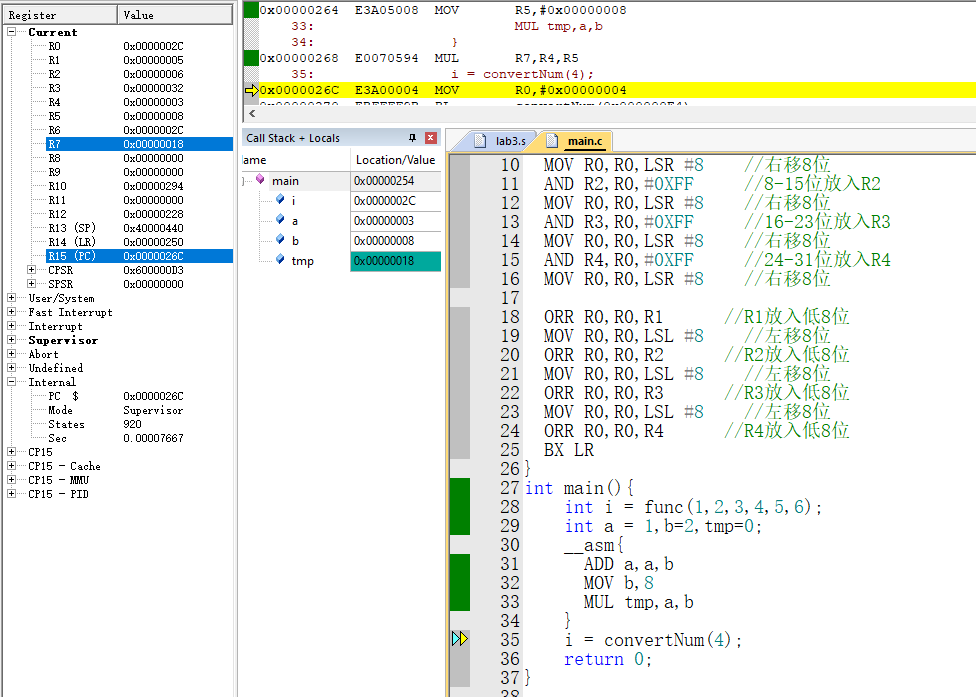 Register Value
Current
R0 0x0000002C
R1 0x00000005
R2 0x00000006
R3 0x00000032
R4 0x00000003
R5 0x00000008
R6 0x0000002C
R7 0x00000018
R8 0x00000000
R9 0x00000000
R10 0x00000294
R11 0x00000000
R12 0x00000228
R13 (SP) 0x40000440
R14 (LR) 0x00000250
R15 (PC) 0x0000026C
CPSR 0x600000D3
SPSR 0x00000000
User/System
Fast Interrupt
Interrupt
Supervisor
Abort
Undefined
Internal
PC $ 0x0000026C
Mode Supervisor
States 920
Sec 0.00007667
CP15
CP15 - Cache
CP15 - MMU
CP15 - PID
0x00000264 E3A05008 MOV R5,#0x00000008
33: MUL tmp,a,b
34: }
0x00000268 E0070594 MUL R7,R4,R5
35: i = convertNum(4);
0x0000026C E3A00004 MOV R0,#0x00000004
Call Stack + Locals
ame Location/Value
main 0x00000254
i 0x0000002C
a 0x00000003
b 0x00000008
tmp 0x00000018
lab3.s main.c
10 MOV R0,R0,LSR #8 //右移8位
11 AND R2,R0,#0XFF //8-15位放入R2
12 MOV R0,R0,LSR #8 //右移8位
13 AND R3,R0,#0XFF //16-23位放入R3
14 MOV R0,R0,LSR #8 //右移8位
15 AND R4,R0,#0XFF //24-31位放入R4
16 MOV R0,R0,LSR #8 //右移8位
17
18 ORR R0,R0,R1 //R1放入低8位
19 MOV R0,R0,LSL #8 //左移8位
20 ORR R0,R0,R2 //R2放入低8位
21 MOV R0,R0,LSL #8 //左移8位
22 ORR R0,R0,R3 //R3放入低8位
23 MOV R0,R0,LSL #8 //左移8位
24 ORR R0,R0,R4 //R4放入低8位
25 BX LR
26 }
27 int main(){
28 int i = func(1,2,3,4,5,6);
29 int a = 1,b=2,tmp=0;
30 __asm{
31 ADD a,a,b
32 MOV b,8
33 MUL tmp,a,b
34 }
35 i = convertNum(4);
36 return 0;
37 }